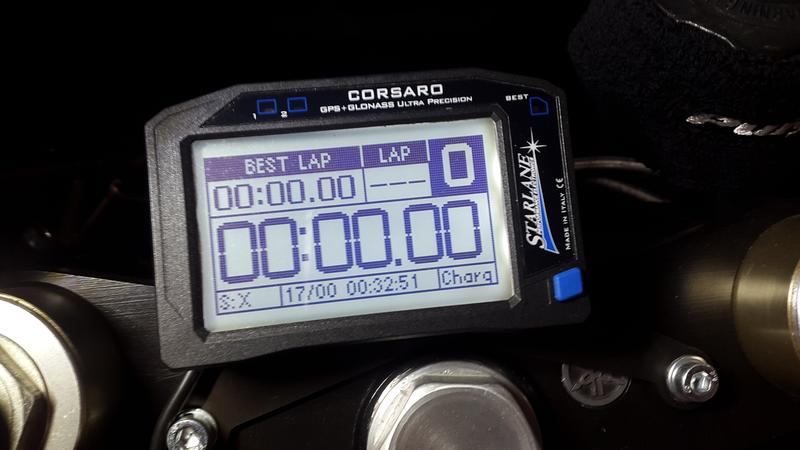 CORSARO
GPS+GLONASS ULTRA PRECISION
1 2
BEST
BEST LAP LAP 0
00:00.00 ---
00:00.00
S:X 17/00 00:32:51 Charg
STARLANE
MADE IN ITALY CE